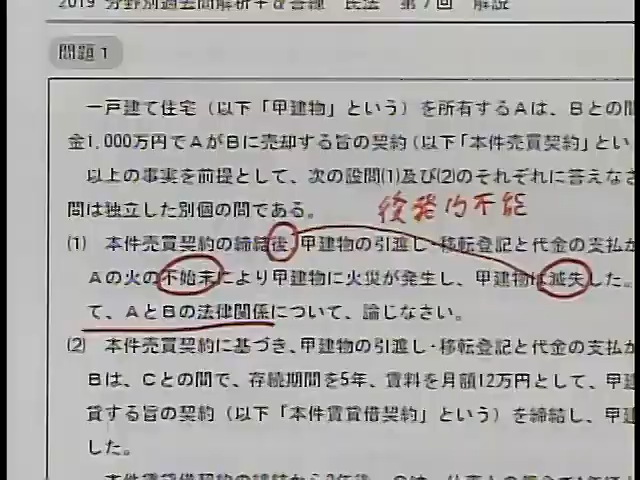 2019 分野別過去問解析+α答練 民法 第7回 解説
問題1
一戸建て住宅（以下「甲建物」という）を所有するAは、Bとの間
金1,000万円でAがBに売却する旨の契約（以下「本件売買契約」とい
以上の事実を前提として、次の設問(1)及び(2)のそれぞれに答えなさ
問は独立した別個の問である。
後発的不能
(1) 本件売買契約の締結後、甲建物の引渡し・移転登記と代金の支払が
Aの火の不始末により甲建物に火災が発生し、甲建物は滅失した。
て、AとBの法律関係について、論じなさい。
(2) 本件売買契約に基づき、甲建物の引渡し・移転登記と代金の支払が
Bは、Cとの間で、存続期間を5年、賃料を月額12万円として、甲建
貸する旨の契約（以下「本件賃貸借契約」という）を締結し、甲建
した。